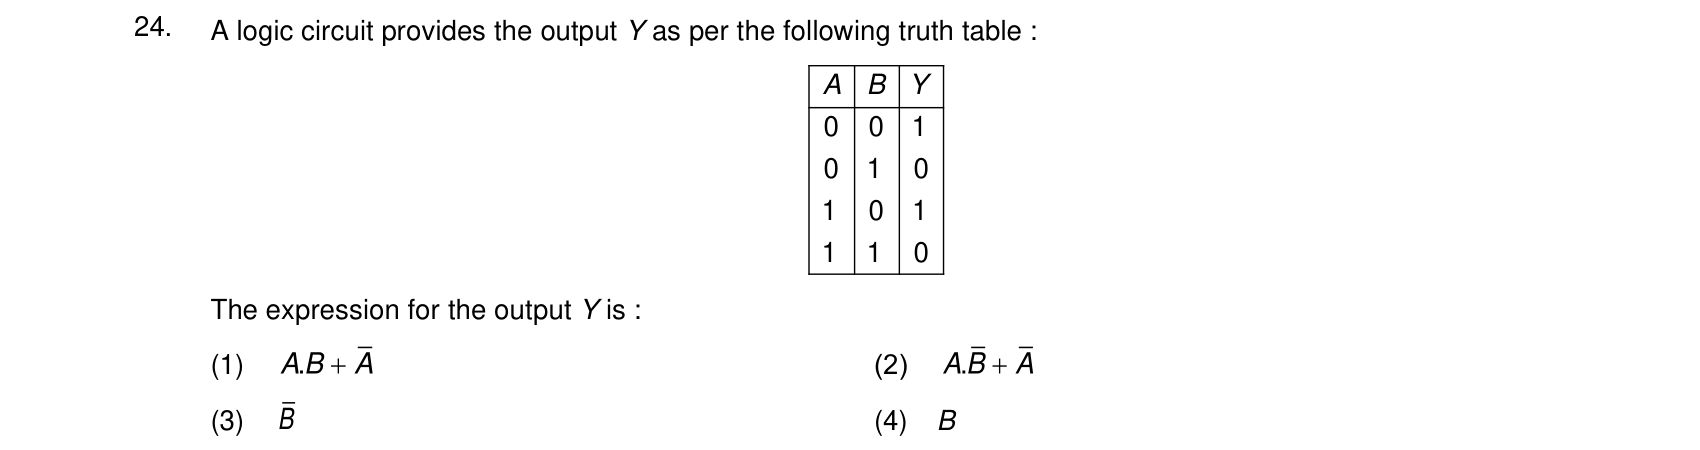 24. A logic circuit provides the output Y as per the following truth table :
A B Y
0 0 1
0 1 0
1 0 1
1 1 0
The expression for the output Y is :
(1) A.B + A̅ (2) A.B̅ + A̅
(3) B̅ (4) B